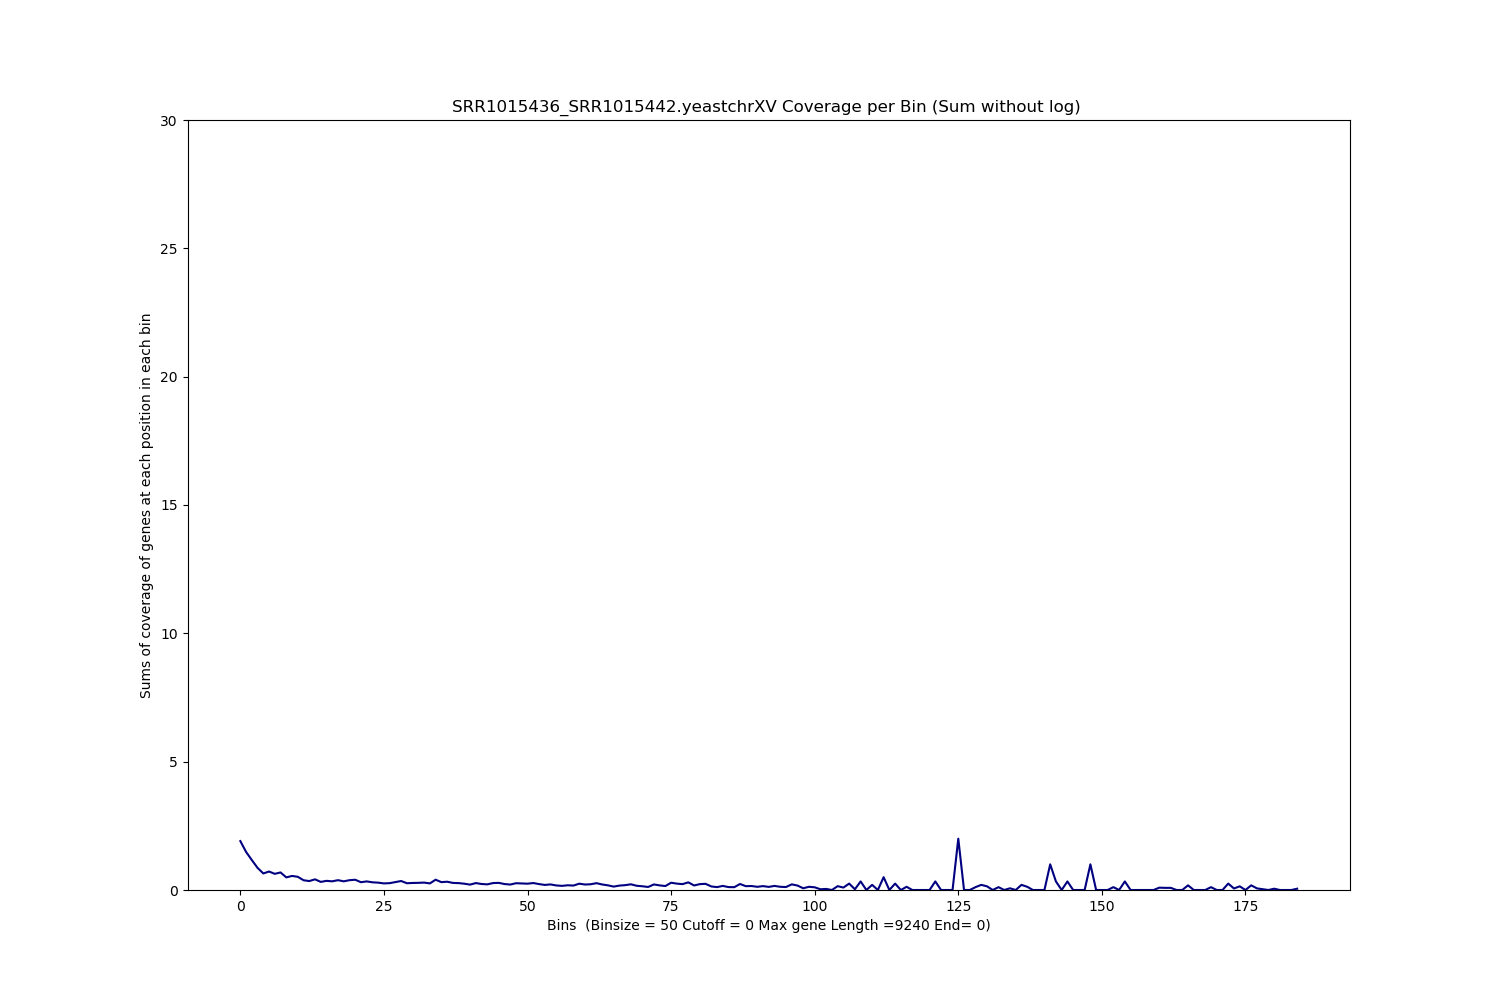 SRR1015436_SRR1015442.yeastchrXV Coverage per Bin (Sum without log)
30
25
20
15
10
5
0
Sums of coverage of genes at each position in each bin
0 25 50 75 100 125 150 175
Bins  (Binsize = 50 Cutoff = 0 Max gene Length =9240 End= 0)